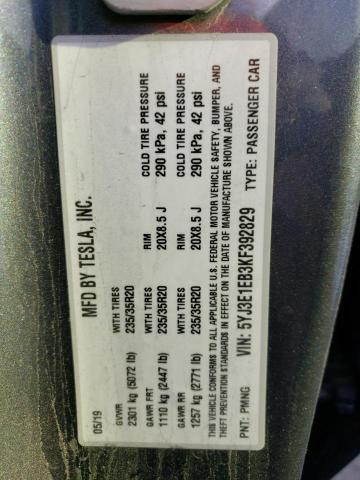 05/19 MFD BY TESLA, INC.
GVWR WITH TIRES RIM COLD TIRE PRESSURE
2301 kg (5072 lb) 235/35R20 20X8.5 J 290 kPa, 42 psi
GAWR FRT WITH TIRES RIM COLD TIRE PRESSURE
1110 kg (2447 lb) 235/35R20 20X8.5 J 290 kPa, 42 psi
GAWR RR
1257 kg (2771 lb)
THIS VEHICLE CONFORMS TO ALL APPLICABLE U.S. FEDERAL MOTOR VEHICLE SAFETY, BUMPER, AND
THEFT PREVENTION STANDARDS IN EFFECT ON THE DATE OF MANUFACTURE SHOWN ABOVE.
PNT: PMNG VIN: 5YJ3E1EB3KF392829 TYPE: PASSENGER CAR